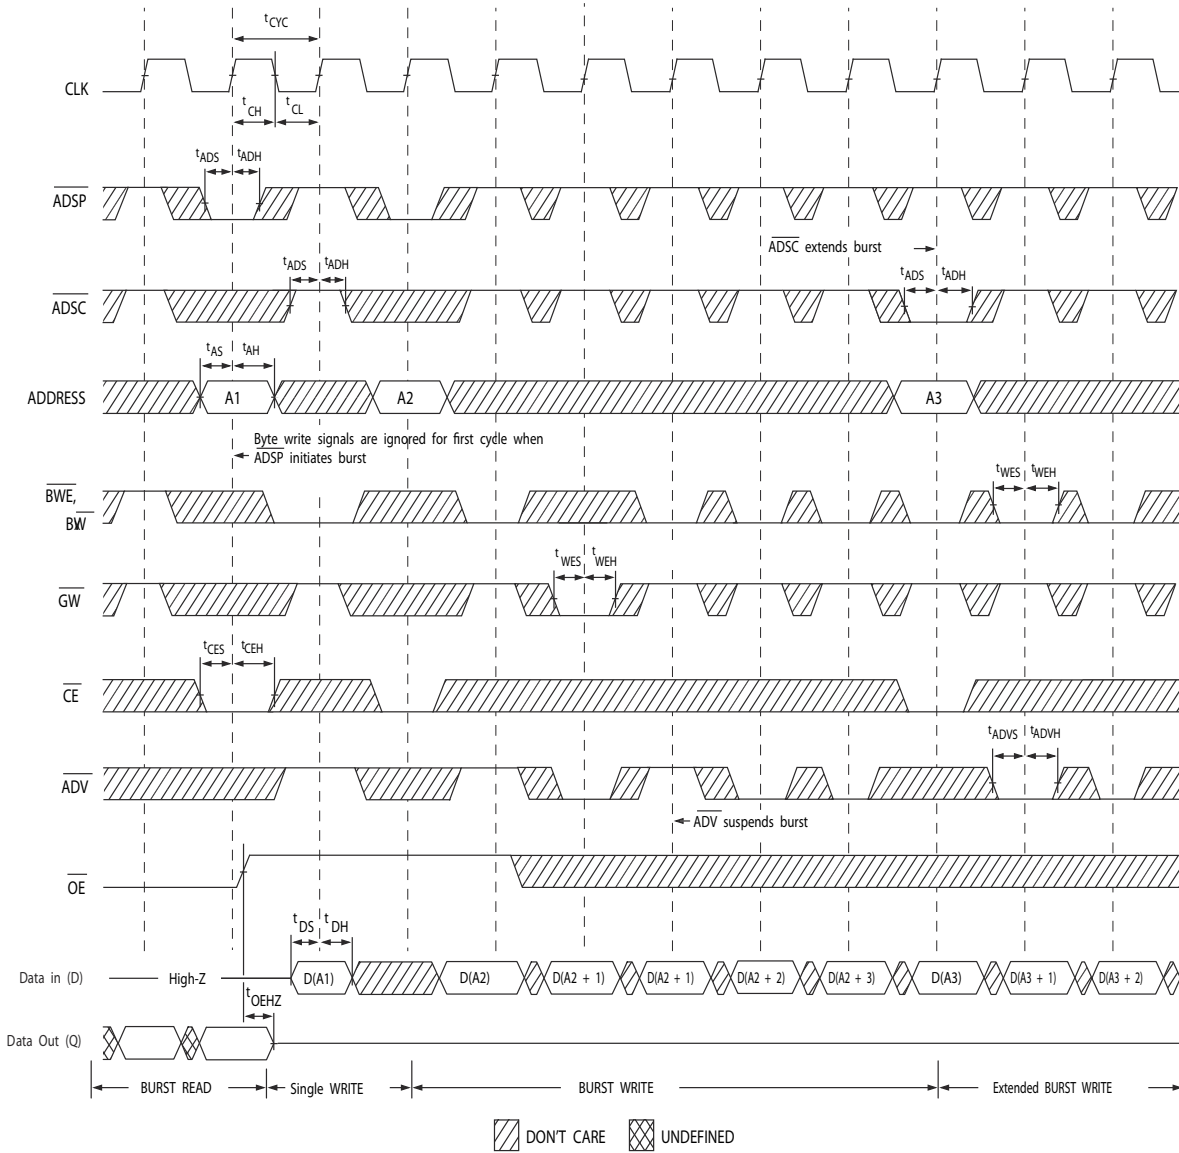 tCYC
CLK
tCH
tCL
tADS
tADH
ADSP
ADSC extends burst
tADS
tADH
tADS
tADH
ADSC
tAS
tAH
ADDRESS
A1
A2
A3
Byte write signals are ignored for first cycle when
ADSP initiates burst
tWES
tWEH
BWE,
BWX
tWES
tWEH
GW
tCES
tCEH
CE
tADVS
tADVH
ADV
ADV suspends burst
OE
tDS
tDH
Data in (D)
High-Z
D(A1)
D(A2)
D(A2 + 1)
D(A2 + 1)
D(A2 + 2)
D(A2 + 3)
D(A3)
D(A3 + 1)
D(A3 + 2)
tOEHZ
Data Out (Q)
BURST READ
Single WRITE
BURST WRITE
Extended BURST WRITE
DON'T CARE
UNDEFINED